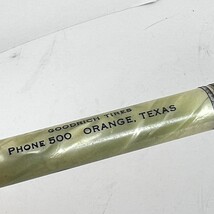 GOODRICH TIRES
PHONE 500 ORANGE, TEXAS